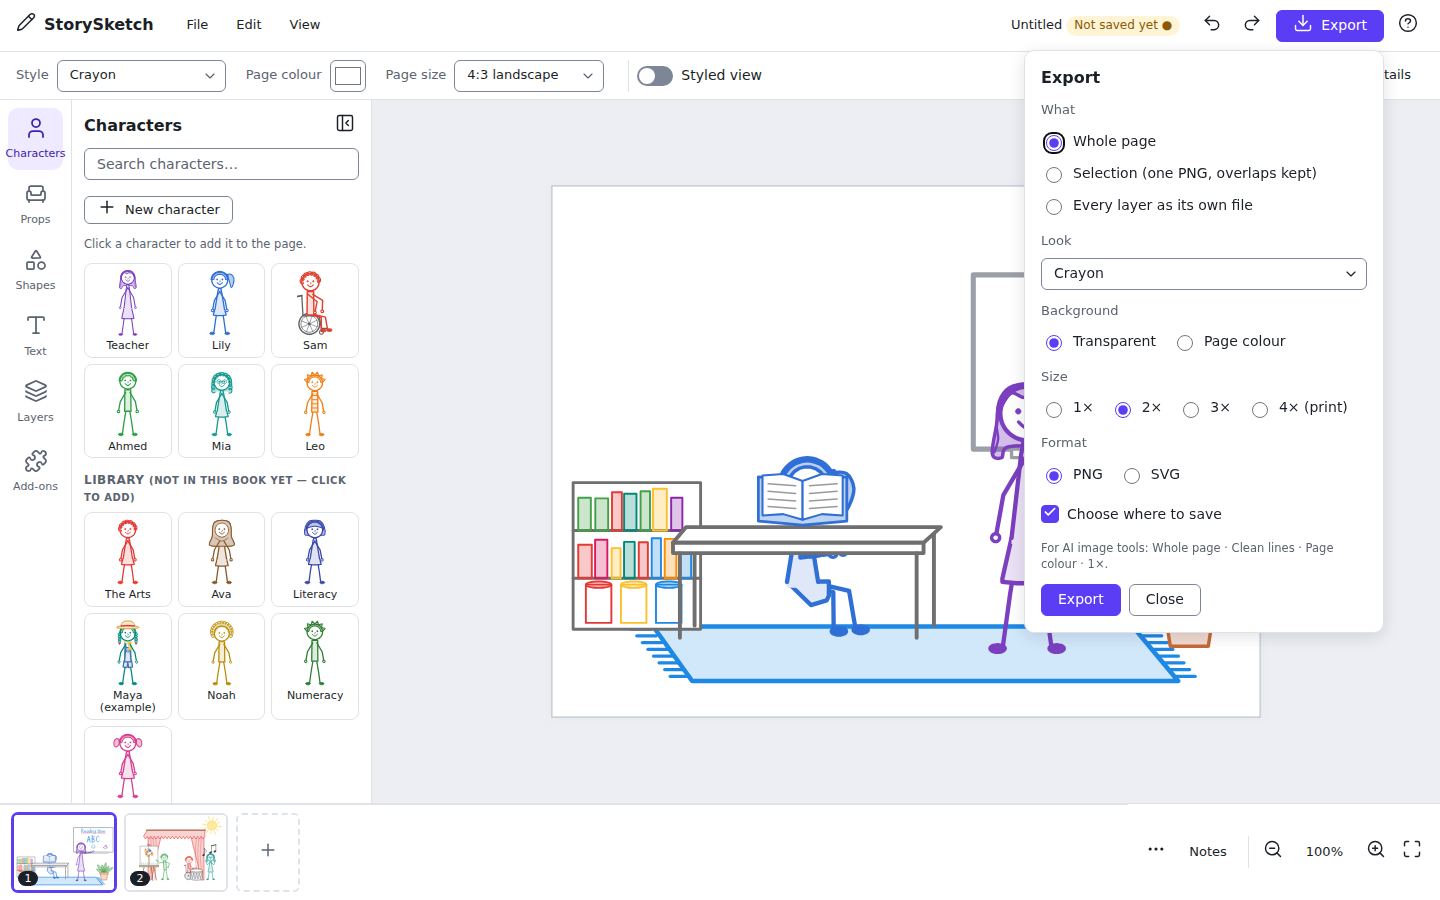 StorySketch File Edit View Untitled Not saved yet Export
Style Crayon Page colour Page size 4:3 landscape Styled view tails
Characters
Props
Shapes
Text
Layers
Add-ons
Characters
Search characters…
New character
Click a character to add it to the page.
Teacher Lily Sam
Ahmed Mia Leo
LIBRARY (NOT IN THIS BOOK YET — CLICK
TO ADD)
The Arts Ava Literacy
Maya
(example) Noah Numeracy
Export
What
Whole page
Selection (one PNG, overlaps kept)
Every layer as its own file
Look
Crayon
Background
Transparent Page colour
Size
1× 2× 3× 4× (print)
Format
PNG SVG
Choose where to save
For AI image tools: Whole page · Clean lines · Page
colour · 1×.
Export Close
ABC
1 2
Notes 100%